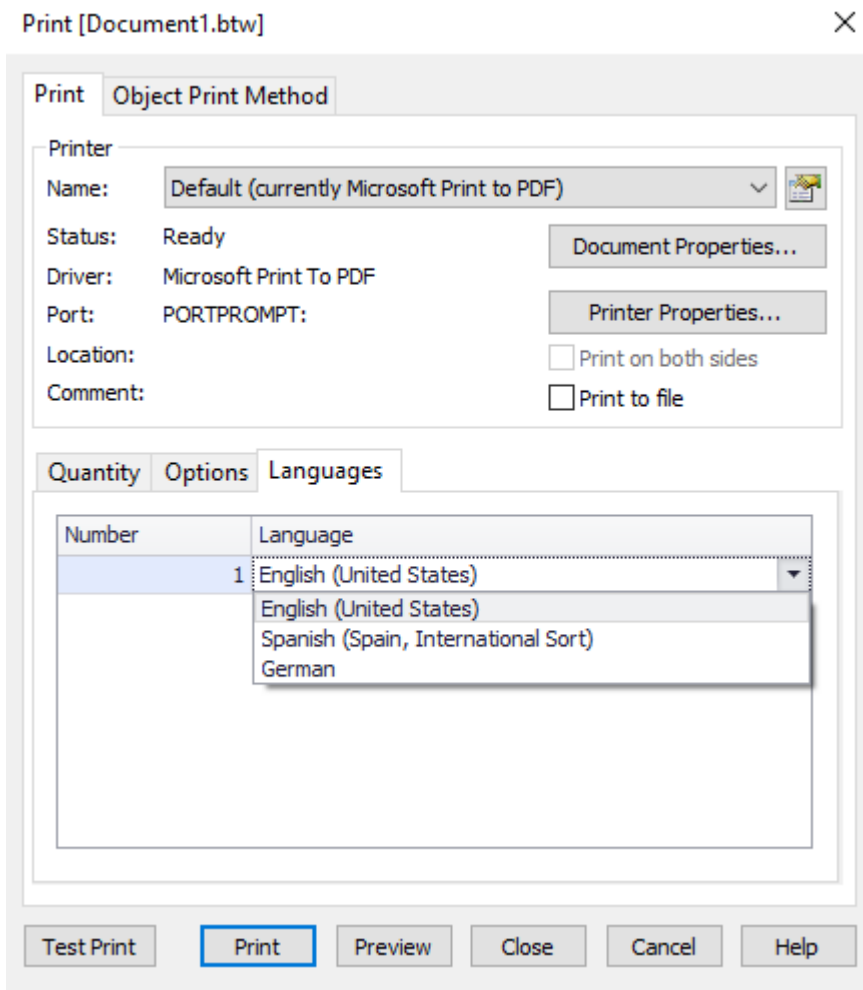 Print [Document1.btw]
Print Object Print Method
Printer
Name: Default (currently Microsoft Print to PDF)
Status: Ready
Document Properties...
Driver: Microsoft Print To PDF
Port: PORTPROMPT:
Printer Properties...
Location:
Print on both sides
Comment:
Print to file
Quantity Options Languages
Number Language
1 English (United States)
English (United States)
Spanish (Spain, International Sort)
German
Test Print Print Preview Close Cancel Help